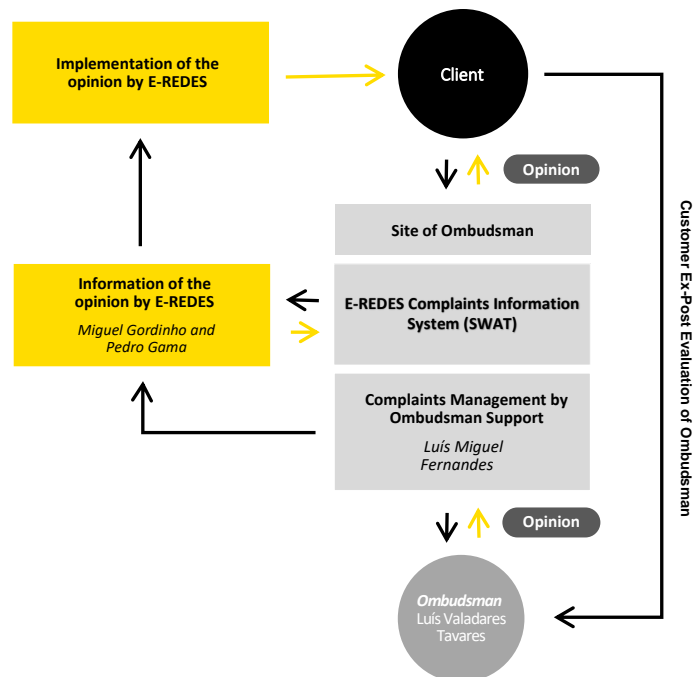 Implementation of the
opinion by E-REDES
Client
Opinion
Site of Ombudsman
Information of the
opinion by E-REDES
Miguel Gordinho and
Pedro Gama
E-REDES Complaints Information
System (SWAT)
Complaints Management by
Ombudsman Support
Luís Miguel
Fernandes
Opinion
Ombudsman
Luís Valadares
Tavares
Customer Ex-Post Evaluation of Ombudsman